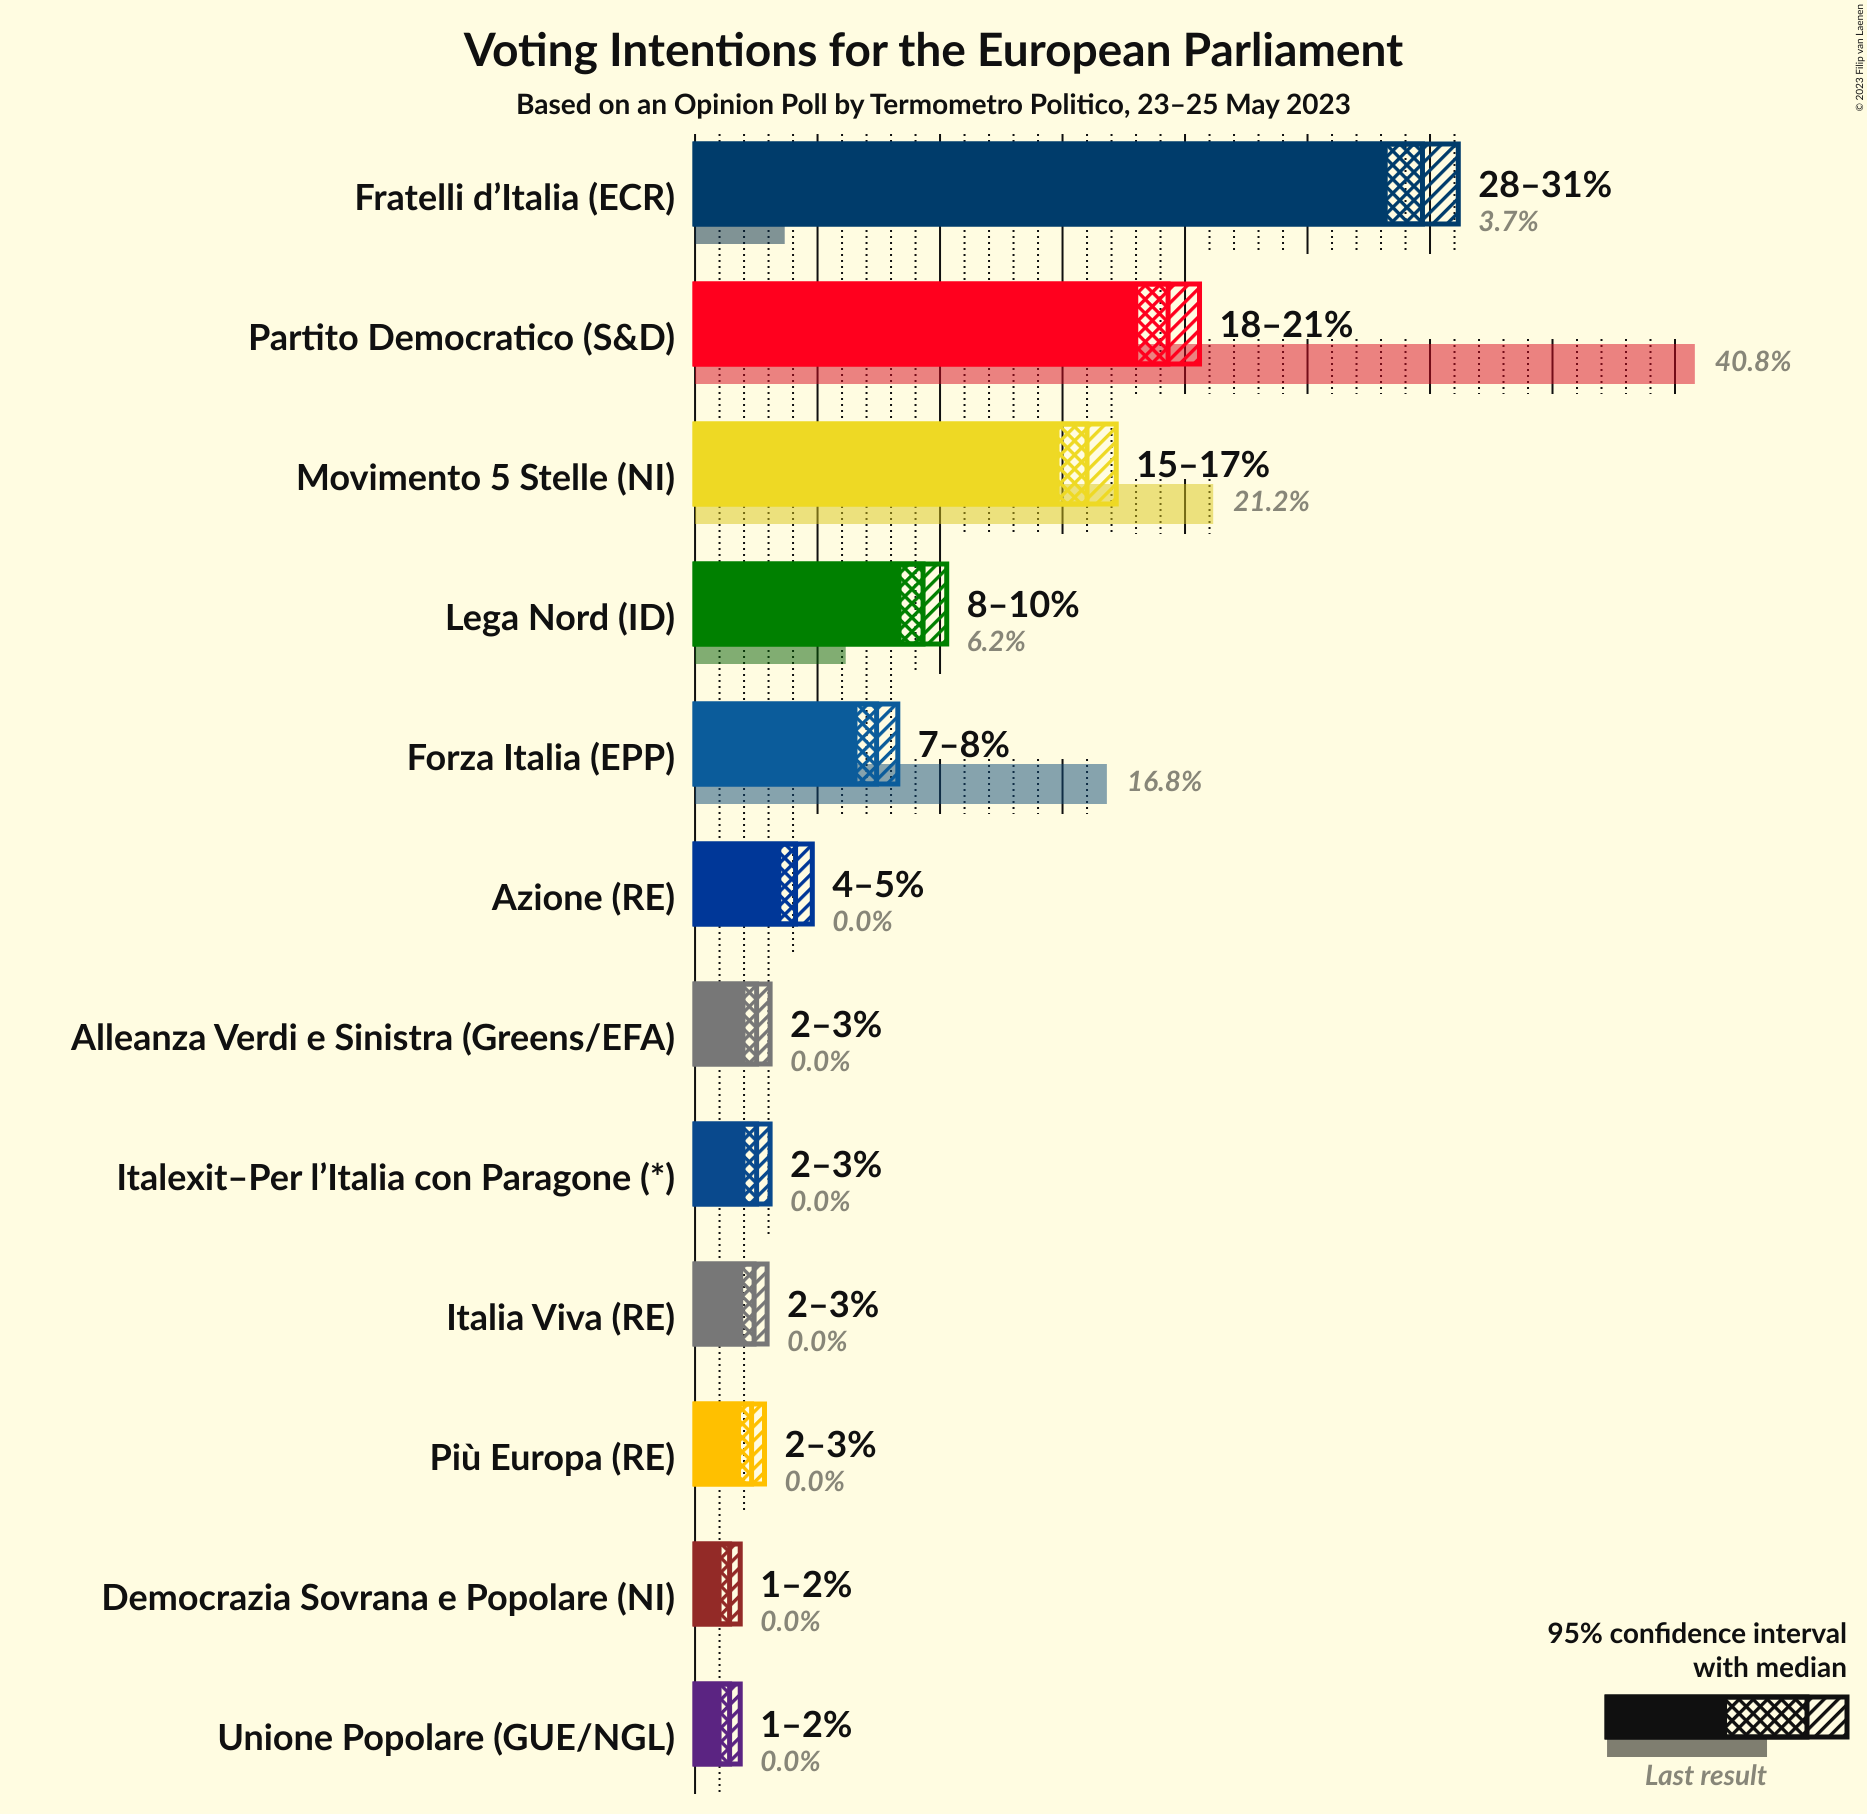 Voting Intentions for the European Parliament
Based on an Opinion Poll by Termometro Politico, 23–25 May 2023
© 2023 Filip van Laenen
Fratelli d’Italia (ECR)
28–31%
3.7%
Partito Democratico (S&D)
18–21%
40.8%
Movimento 5 Stelle (NI)
15–17%
21.2%
Lega Nord (ID)
8–10%
6.2%
Forza Italia (EPP)
7–8%
16.8%
Azione (RE)
4–5%
0.0%
Alleanza Verdi e Sinistra (Greens/EFA)
2–3%
0.0%
Italexit–Per l’Italia con Paragone (*)
2–3%
0.0%
Italia Viva (RE)
2–3%
0.0%
Più Europa (RE)
2–3%
0.0%
Democrazia Sovrana e Popolare (NI)
1–2%
0.0%
Unione Popolare (GUE/NGL)
1–2%
0.0%
95% confidence interval
with median
Last result